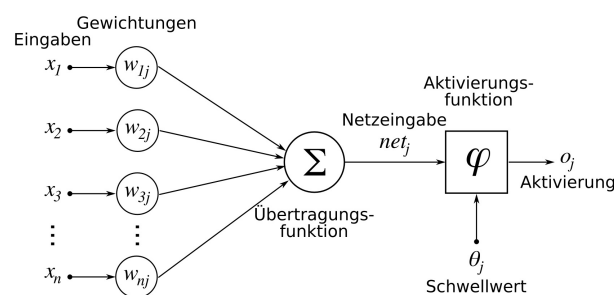 Gewichtungen
Eingaben
x1 w1j
x2 w2j
x3 w3j
xn wnj
Σ
Übertragungs-
funktion
Netzeingabe
netj
Aktivierungs-
funktion
φ
oj
Aktivierung
θj
Schwellwert